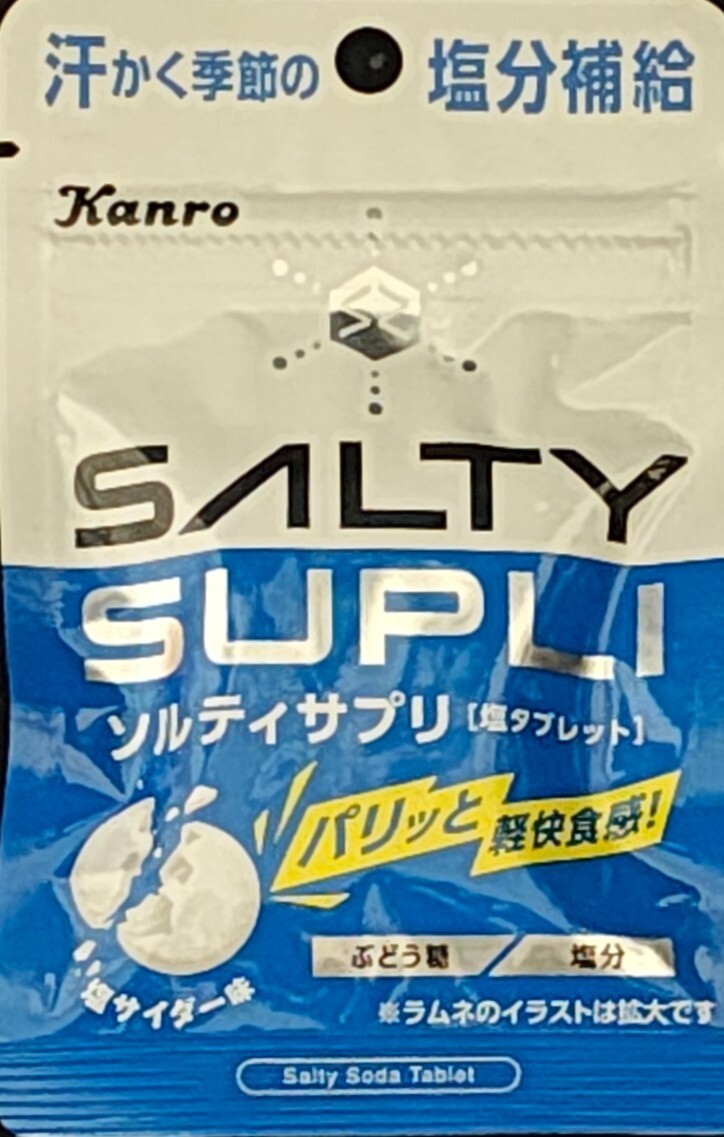 汗かく季節の 塩分補給
Kanro
SALTY
SUPLI
ソルティサプリ [塩タブレット]
パリッと軽快食感!
ぶどう糖 塩分
塩サイダー味
※ラムネのイラストは拡大です
Salty Soda Tablet